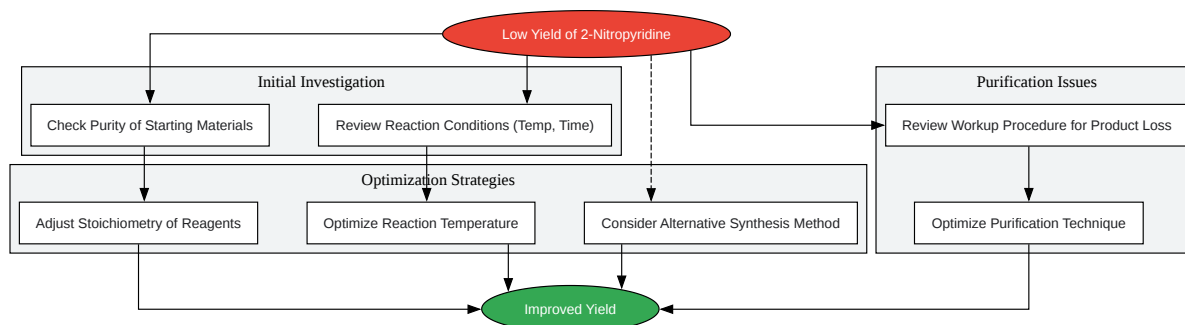 Low Yield of 2-Nitropyridine
Initial Investigation
Purification Issues
Check Purity of Starting Materials
Review Reaction Conditions (Temp, Time)
Review Workup Procedure for Product Loss
Optimization Strategies
Adjust Stoichiometry of Reagents
Optimize Reaction Temperature
Consider Alternative Synthesis Method
Optimize Purification Technique
Improved Yield